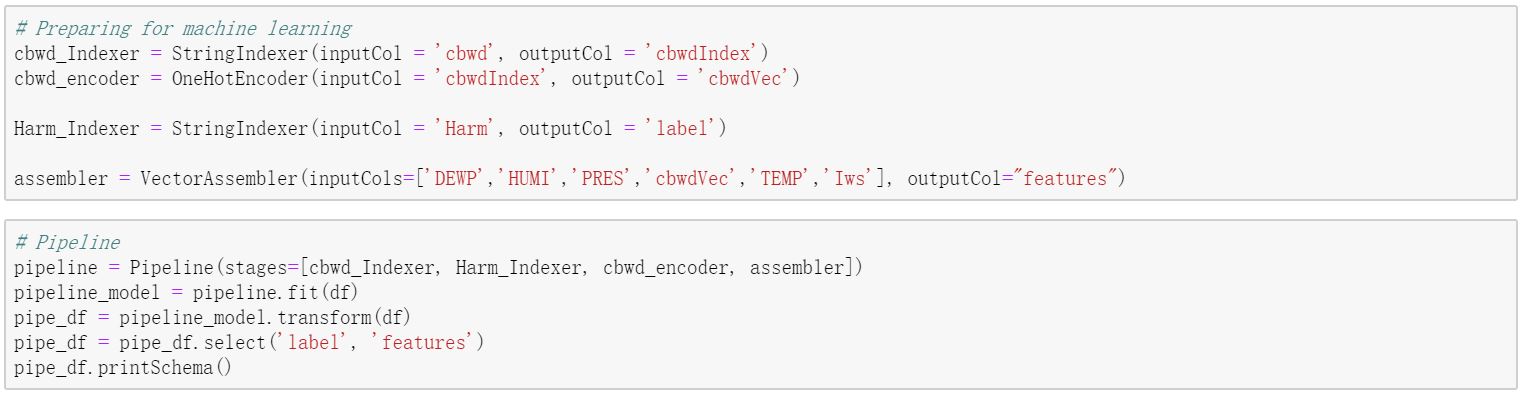 # Preparing for machine learning
cbwd_Indexer = StringIndexer(inputCol = 'cbwd', outputCol = 'cbwdIndex')
cbwd_encoder = OneHotEncoder(inputCol = 'cbwdIndex', outputCol = 'cbwdVec')
Harm_Indexer = StringIndexer(inputCol = 'Harm', outputCol = 'label')
assembler = VectorAssembler(inputCols=['DEWP','HUMI','PRES','cbwdVec','TEMP','Iws'], outputCol="features")
# Pipeline
pipeline = Pipeline(stages=[cbwd_Indexer, Harm_Indexer, cbwd_encoder, assembler])
pipeline_model = pipeline.fit(df)
pipe_df = pipeline_model.transform(df)
pipe_df = pipe_df.select('label', 'features')
pipe_df.printSchema()